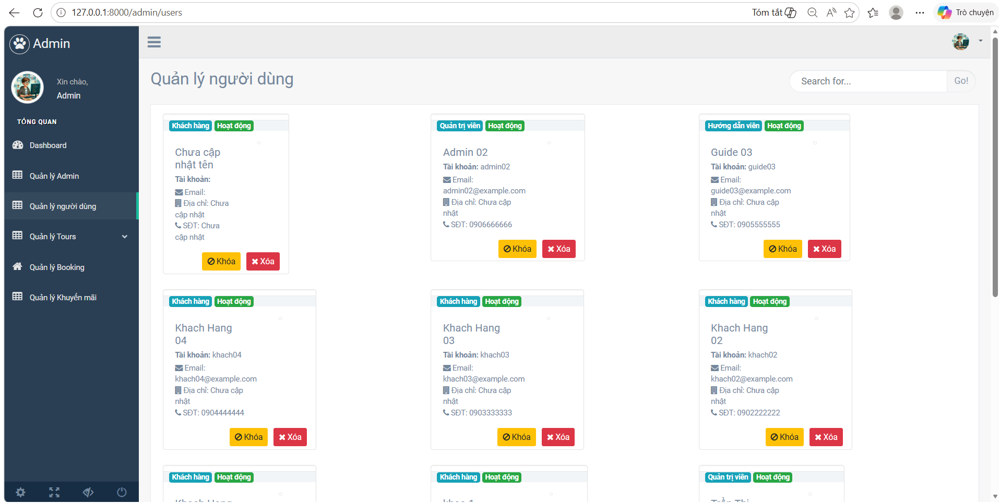 127.0.0.1:8000/admin/users
Tóm tắt
Trò chuyện
Admin
Xin chào,
Admin
TỔNG QUAN
Dashboard
Quản lý Admin
Quản lý người dùng
Quản lý Tours
Quản lý Booking
Quản lý Khuyến mãi
Quản lý người dùng
Search for...
Go!
Khách hàng Hoạt động
Chưa cập
nhật tên
Tài khoản:
Email:
Địa chỉ: Chưa
cập nhật
SĐT: Chưa
cập nhật
Khóa
Xóa
Quản trị viên Hoạt động
Admin 02
Tài khoản: admin02
Email:
admin02@example.com
Địa chỉ: Chưa cập
nhật
SĐT: 0906666666
Khóa
Xóa
Hướng dẫn viên Hoạt động
Guide 03
Tài khoản: guide03
Email:
guide03@example.com
Địa chỉ: Chưa cập
nhật
SĐT: 0905555555
Khóa
Xóa
Khách hàng Hoạt động
Khach Hang
04
Tài khoản: khach04
Email:
khach04@example.com
Địa chỉ: Chưa cập
nhật
SĐT: 0904444444
Khóa
Xóa
Khách hàng Hoạt động
Khach Hang
03
Tài khoản: khach03
Email:
khach03@example.com
Địa chỉ: Chưa cập
nhật
SĐT: 0903333333
Khóa
Xóa
Khách hàng Hoạt động
Khach Hang
02
Tài khoản: khach02
Email:
khach02@example.com
Địa chỉ: Chưa cập
nhật
SĐT: 0902222222
Khóa
Xóa
Khách hàng Hoạt động
Khach Hang
Khách hàng Hoạt động
Quản trị viên Hoạt động
Trần Thị